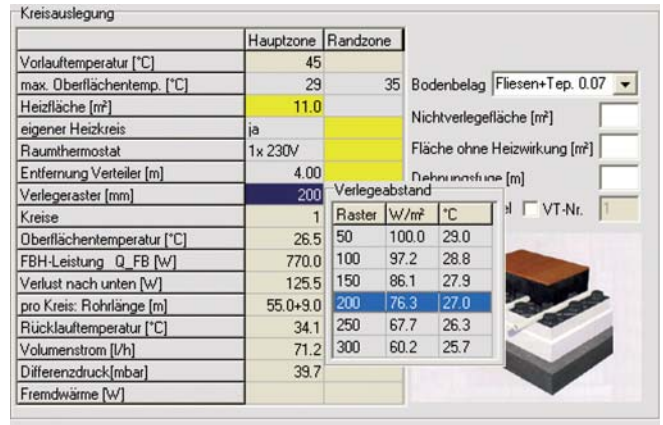 Kreisauslegung
Hauptzone Randzone
Vorlauftemperatur [°C] 45
max. Oberflächentemp. [°C] 29 35
Heizfläche [m²] 11.0
eigener Heizkreis ja
Raumthermostat 1x 230V
Entfernung Verteiler [m] 4.00
Verlegeraster [mm] 200
Kreise 1
Oberflächentemperatur [°C] 26.5
FBH-Leistung Q_FB [W] 770.0
Verlust nach unten [W] 125.5
pro Kreis: Rohrlänge [m] 55.0+9.0
Rücklauftemperatur [°C] 34.1
Volumenstrom [l/h] 71.2
Differenzdruck[mbar] 39.7
Fremdwärme [W]
Bodenbelag Fliesen+Tep. 0.07
Nichtverlegefläche [m²]
Fläche ohne Heizwirkung [m²]
Dehnungsfuge [m]
VT-Nr. 1
Verlegeabstand
Raster W/m² °C
50 100.0 29.0
100 97.2 28.8
150 86.1 27.9
200 76.3 27.0
250 67.7 26.3
300 60.2 25.7